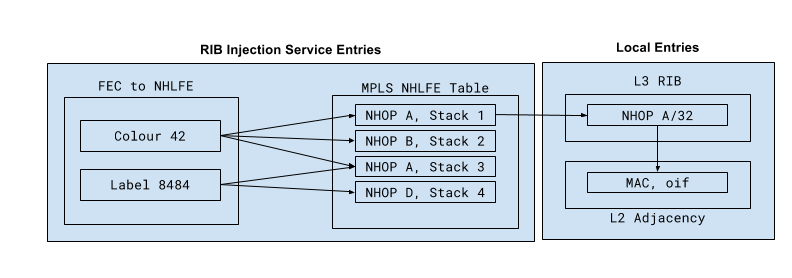 RIB Injection Service Entries
Local Entries
FEC to NHLFE
Colour 42
Label 8484
MPLS NHLFE Table
NHOP A, Stack 1
NHOP B, Stack 2
NHOP A, Stack 3
NHOP D, Stack 4
L3 RIB
NHOP A/32
MAC, oif
L2 Adjacency